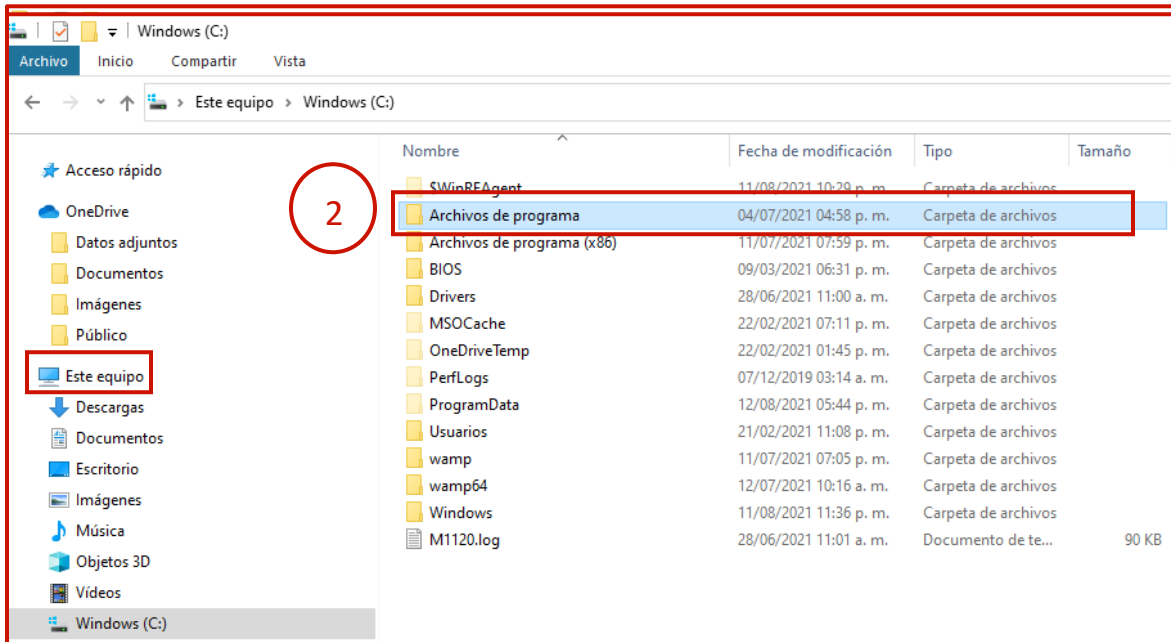 Windows (C:)
Archivo Inicio Compartir Vista
Este equipo > Windows (C:)
Nombre Fecha de modificación Tipo Tamaño
Acceso rápido
OneDrive
Datos adjuntos
Documentos
Imágenes
Público
Este equipo
Descargas
Documentos
Escritorio
Imágenes
Música
Objetos 3D
Vídeos
Windows (C:)
2
$WinREAgent 11/08/2021 10:29 p. m. Carpeta de archivos
Archivos de programa 04/07/2021 04:58 p. m. Carpeta de archivos
Archivos de programa (x86) 11/07/2021 07:59 p. m. Carpeta de archivos
BIOS 09/03/2021 06:31 p. m. Carpeta de archivos
Drivers 28/06/2021 11:00 a. m. Carpeta de archivos
MSOCache 22/02/2021 07:11 p. m. Carpeta de archivos
OneDriveTemp 22/02/2021 01:45 p. m. Carpeta de archivos
PerfLogs 07/12/2019 03:14 a. m. Carpeta de archivos
ProgramData 12/08/2021 05:44 p. m. Carpeta de archivos
Usuarios 21/02/2021 11:08 p. m. Carpeta de archivos
wamp 11/07/2021 07:05 p. m. Carpeta de archivos
wamp64 12/07/2021 10:16 a. m. Carpeta de archivos
Windows 11/08/2021 11:36 p. m. Carpeta de archivos
M1120.log 28/06/2021 11:01 a. m. Documento de te... 90 KB